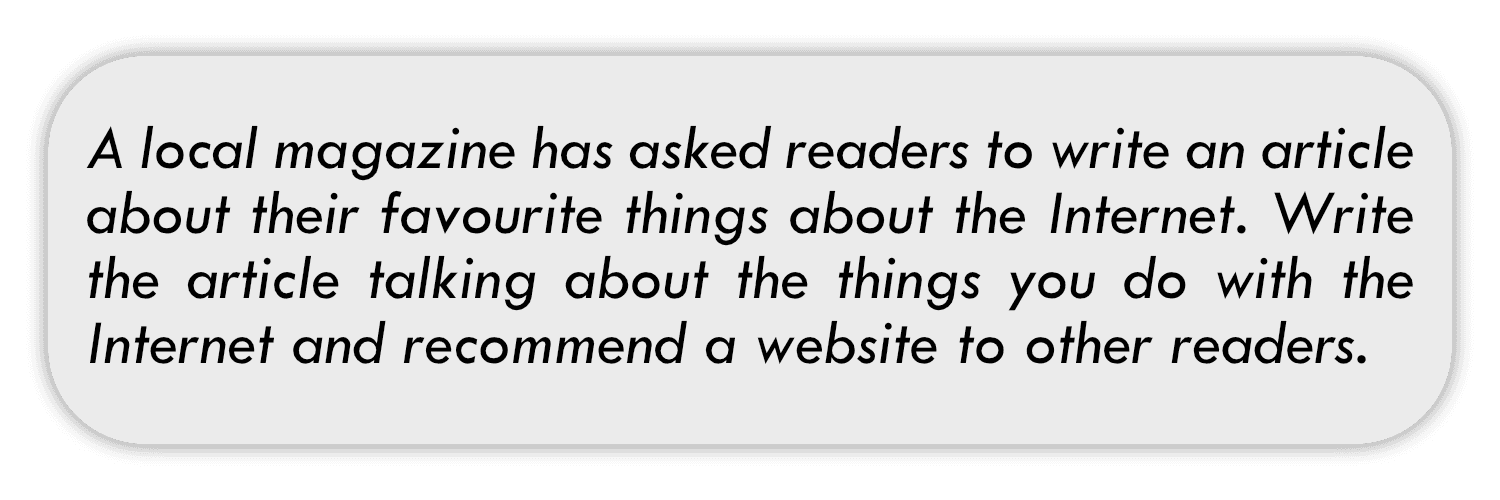 A local magazine has asked readers to write an article
about their favourite things about the Internet. Write
the article talking about the things you do with the
Internet and recommend a website to other readers.